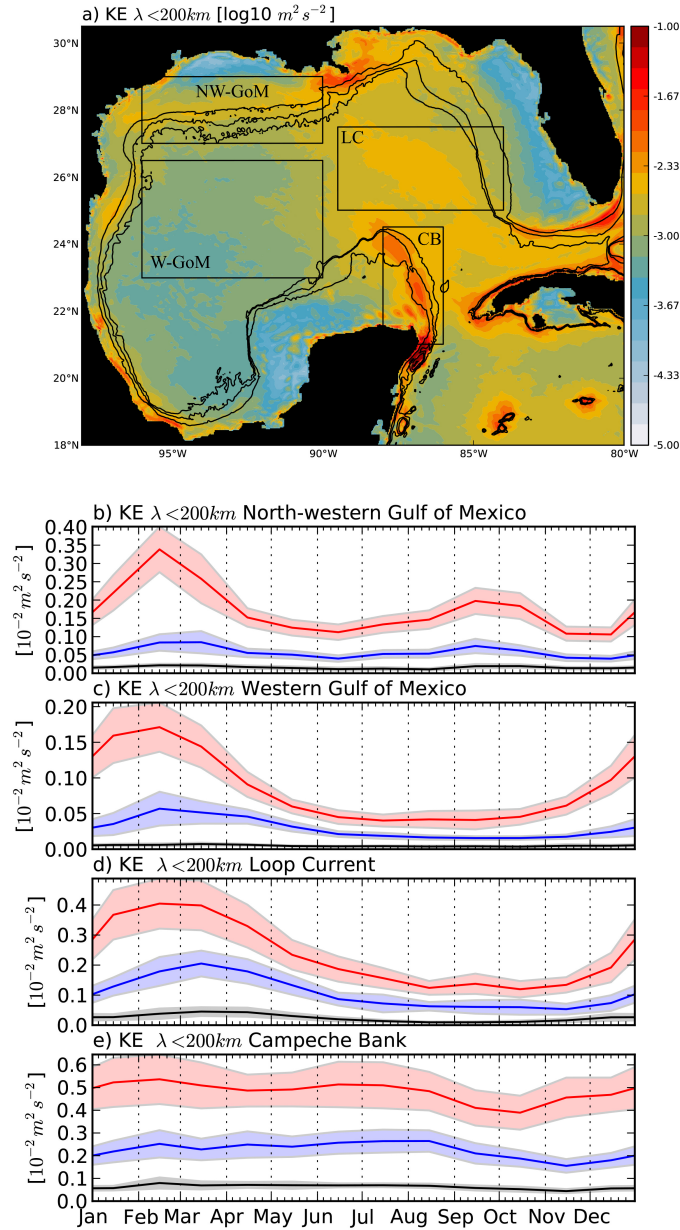 a) KE λ<200km [log10 m² s⁻²]
30°N
28°N
26°N
24°N
22°N
20°N
18°N
95°W
90°W
85°W
80°W
NW-GoM
LC
W-GoM
CB
-1.00
-1.67
-2.33
-3.00
-3.67
-4.33
-5.00
b) KE λ<200km North-western Gulf of Mexico
[10⁻² m² s⁻²]
0.40
0.35
0.30
0.25
0.20
0.15
0.10
0.05
0.00
c) KE λ<200km Western Gulf of Mexico
[10⁻² m² s⁻²]
0.20
0.15
0.10
0.05
0.00
d) KE λ<200km Loop Current
[10⁻² m² s⁻²]
0.4
0.3
0.2
0.1
0.0
e) KE λ<200km Campeche Bank
[10⁻² m² s⁻²]
0.6
0.5
0.4
0.3
0.2
0.1
0.0
Jan Feb Mar Apr May Jun Jul Aug Sep Oct Nov Dec